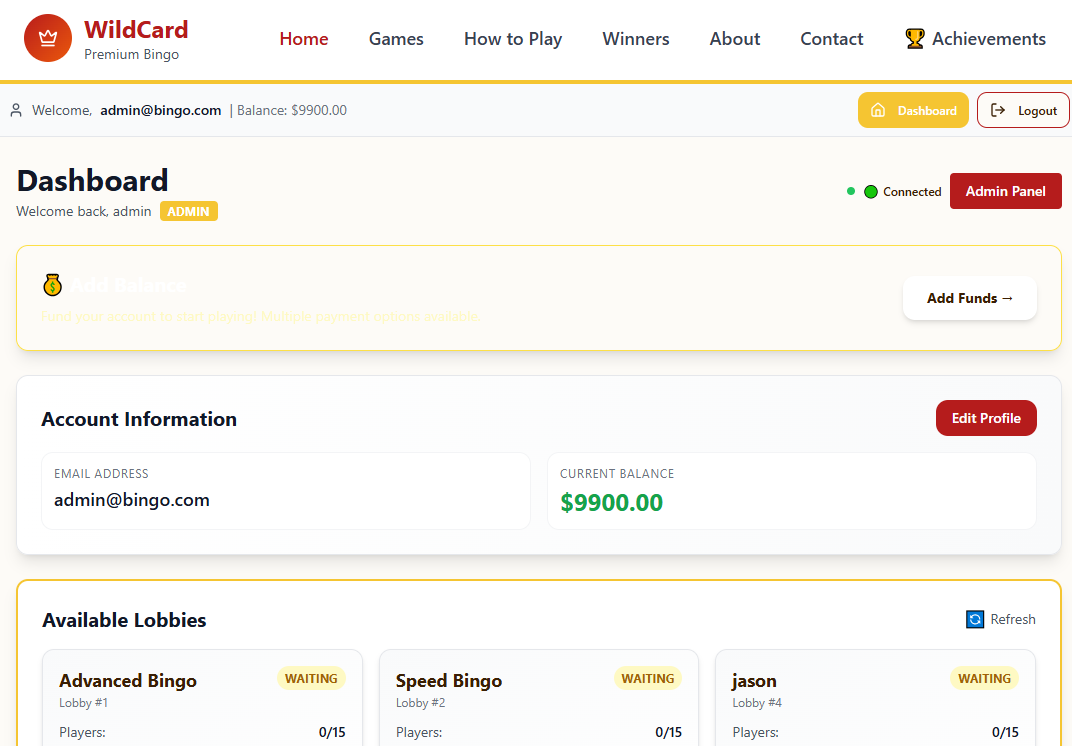 WildCard
Premium Bingo
Home Games How to Play Winners About Contact Achievements
Welcome, admin@bingo.com | Balance: $9900.00
Dashboard
Logout
Dashboard
Welcome back, admin ADMIN
Connected
Admin Panel
Add Balance
Fund your account to start playing! Multiple payment options available.
Add Funds →
Account Information
Edit Profile
EMAIL ADDRESS
admin@bingo.com
CURRENT BALANCE
$9900.00
Available Lobbies
Refresh
Advanced Bingo WAITING
Lobby #1
Players: 0/15
Speed Bingo WAITING
Lobby #2
Players: 0/15
jason WAITING
Lobby #4
Players: 0/15